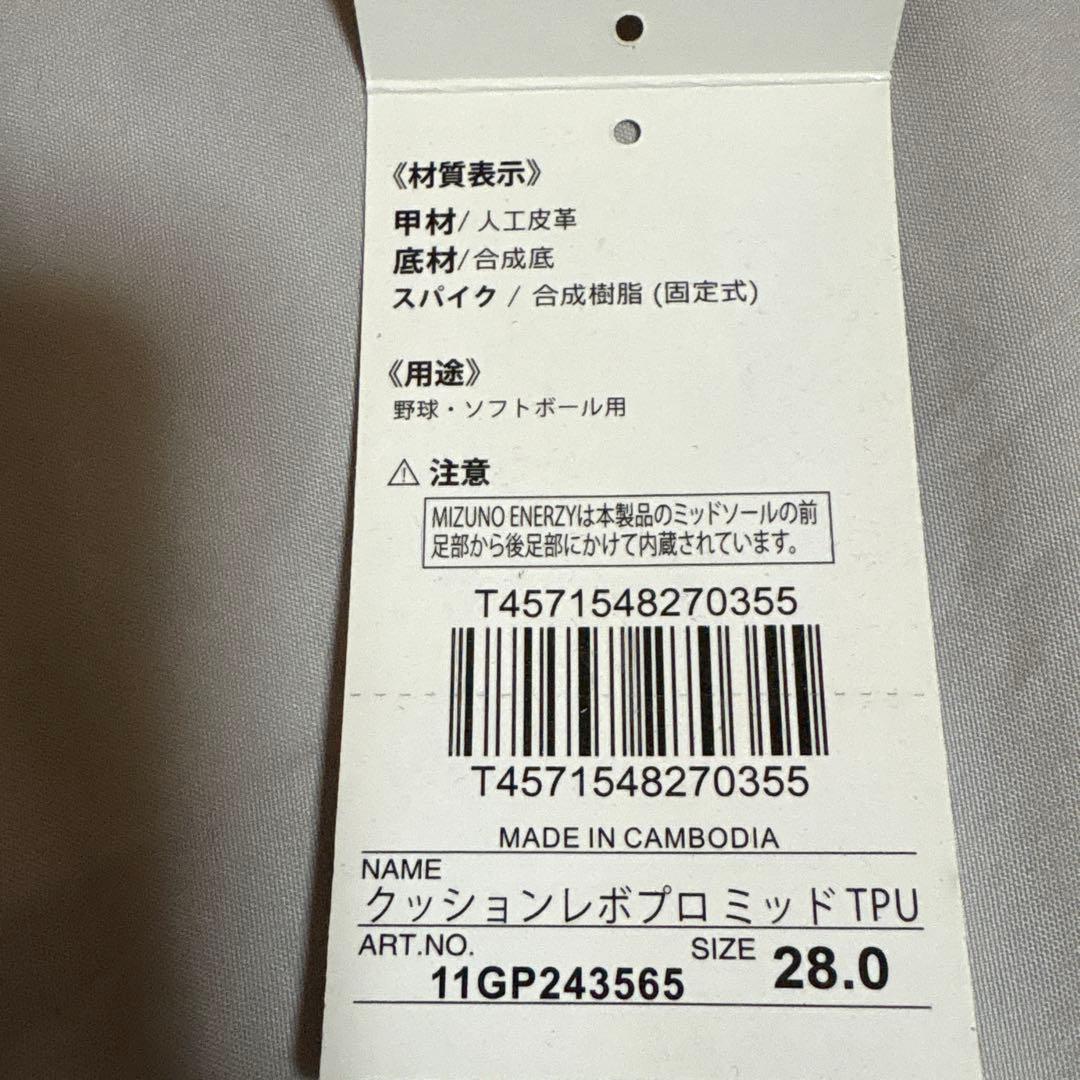 《材質表示》
甲材/人工皮革
底材/合成底
スパイク / 合成樹脂 (固定式)
《用途》
野球・ソフトボール用
⚠ 注意
MIZUNO ENERZYは本製品のミッドソールの前
足部から後足部にかけて内蔵されています。
T4571548270355
T4571548270355
MADE IN CAMBODIA
NAME
クッションレボプロ ミッド TPU
ART.NO. SIZE
11GP243565 28.0